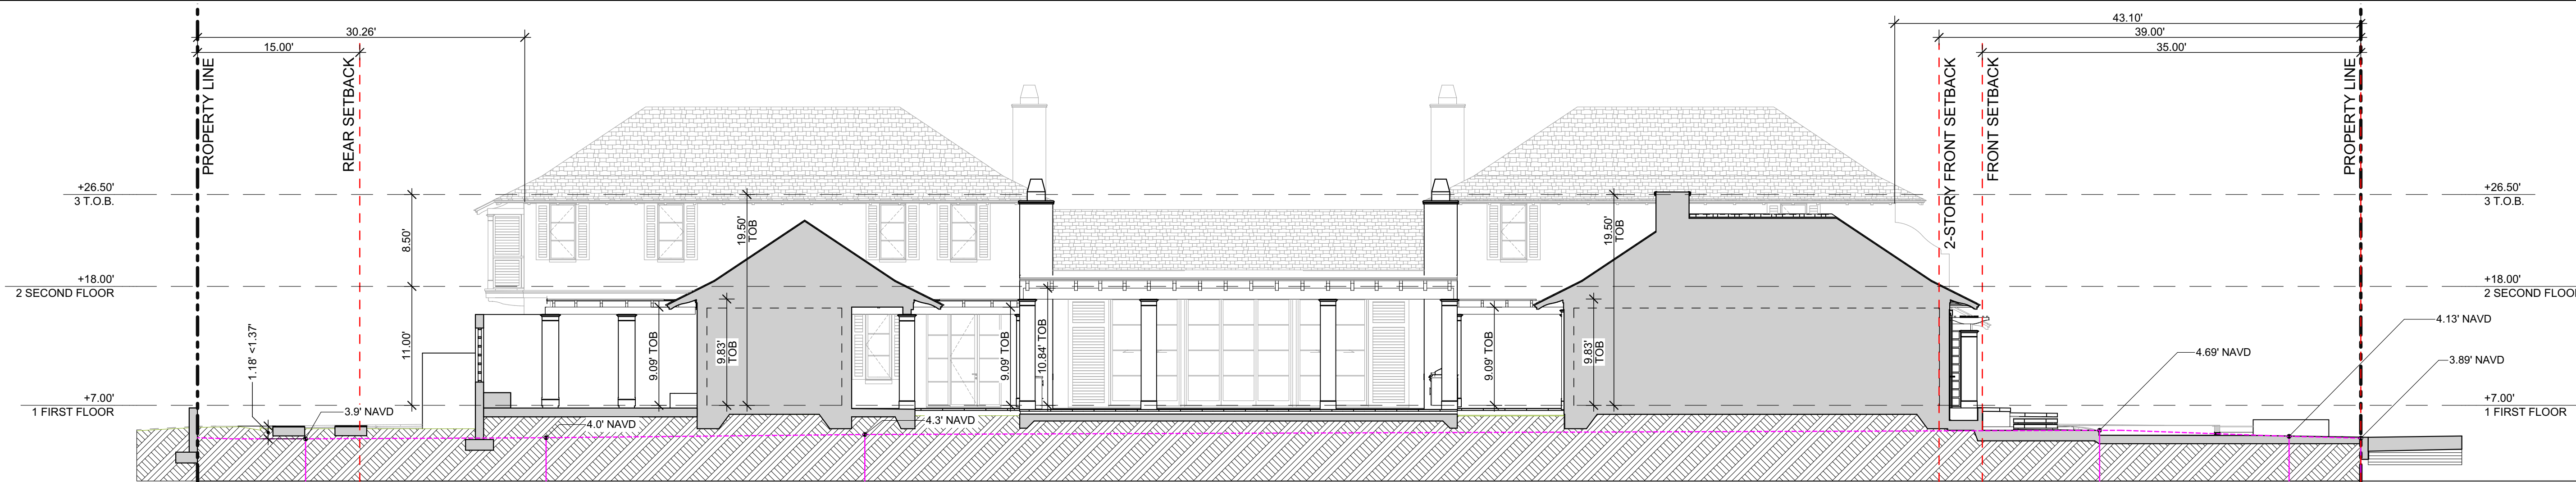 30.26'
15.00'
43.10'
39.00'
35.00'
PROPERTY LINE
REAR SETBACK
2-STORY FRONT SETBACK
FRONT SETBACK
PROPERTY LINE
+26.50'
3 T.O.B.
+26.50'
3 T.O.B.
8.50'
19.50'
TOB
19.50'
TOB
+18.00'
2 SECOND FLOOR
+18.00'
2 SECOND FLOO
11.00'
1.18' <1.37'
9.09' TOB
9.83'
TOB
9.09' TOB
10.84' TOB
9.09' TOB
9.83'
TOB
4.13' NAVD
4.69' NAVD
3.89' NAVD
+7.00'
1 FIRST FLOOR
+7.00'
1 FIRST FLOOR
3.9' NAVD
4.0' NAVD
4.3' NAVD